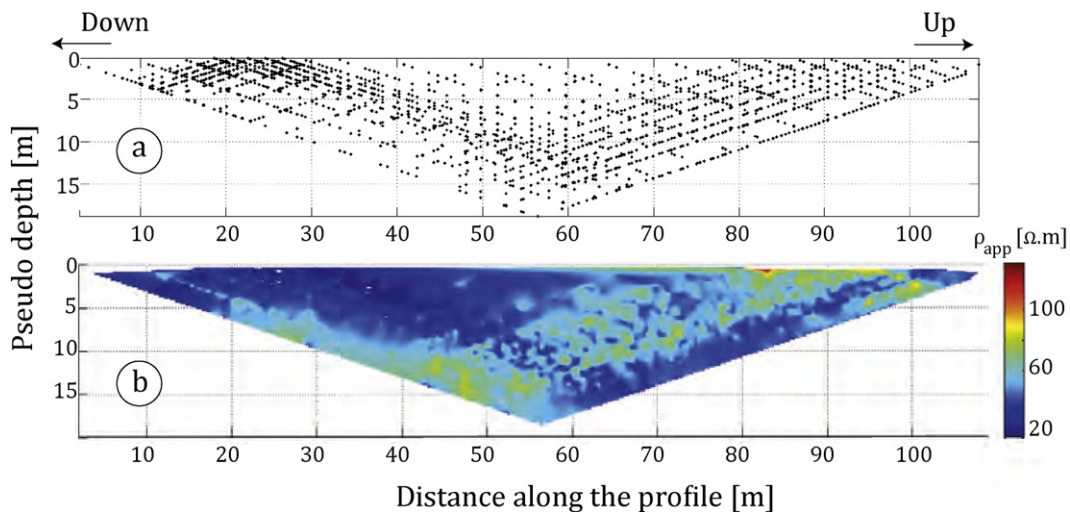 Down Up
0
5
10
15
a
10 20 30 40 50 60 70 80 90 100
ρapp [Ω.m]
0
5
10
15
b
100
60
20
10 20 30 40 50 60 70 80 90 100
Pseudo depth [m]
Distance along the profile [m]